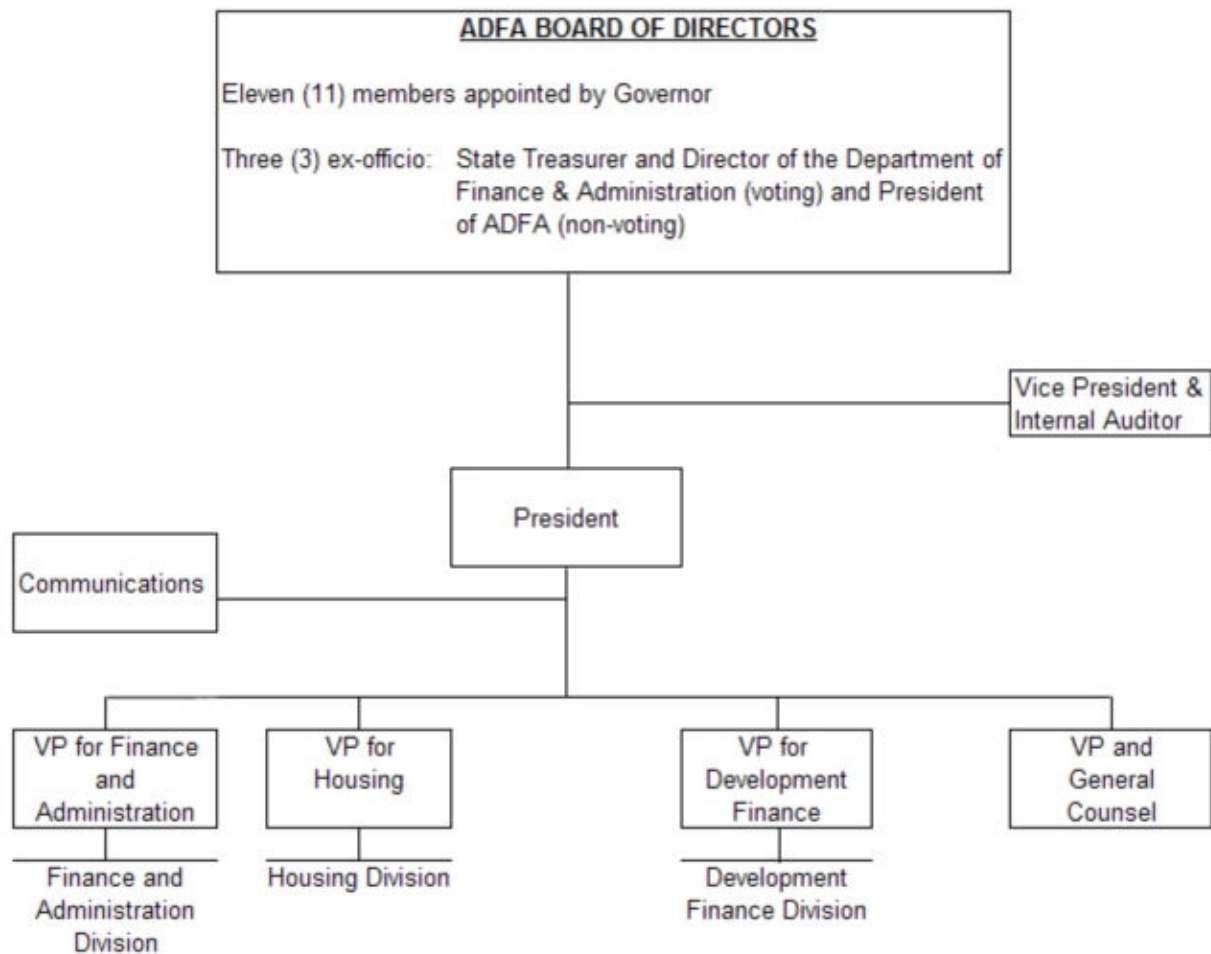 ADFA BOARD OF DIRECTORS
Eleven (11) members appointed by Governor
Three (3) ex-officio: State Treasurer and Director of the Department of
Finance & Administration (voting) and President
of ADFA (non-voting)
Vice President &
Internal Auditor
President
Communications
VP for Finance
and
Administration
VP for
Housing
VP for
Development
Finance
VP and
General
Counsel
Finance and
Administration
Division
Housing Division
Development
Finance Division